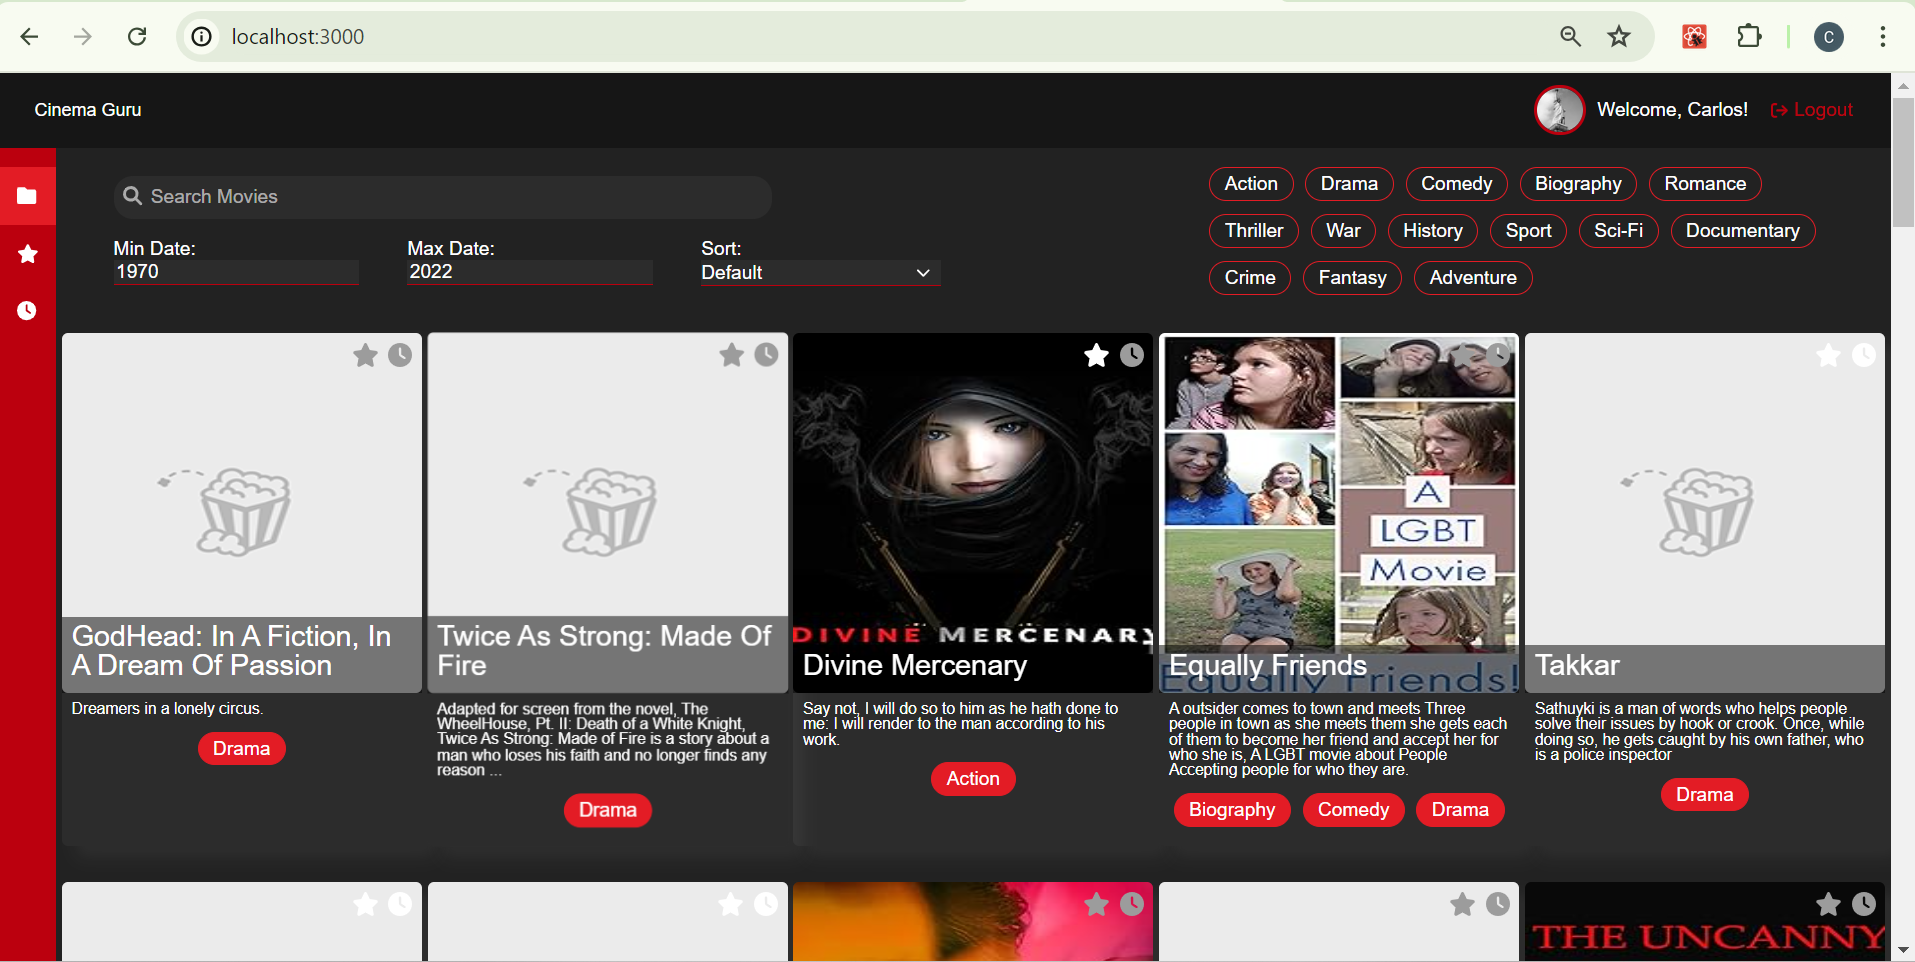 localhost:3000
C
Cinema Guru
Welcome, Carlos!
Logout
Search Movies
Min Date:
1970
Max Date:
2022
Sort:
Default
Action Drama Comedy Biography Romance
Thriller War History Sport Sci-Fi Documentary
Crime Fantasy Adventure
GodHead: In A Fiction, In
A Dream Of Passion
Dreamers in a lonely circus.
Drama
Twice As Strong: Made Of
Fire
Adapted for screen from the novel, The
WheelHouse, Pt. II: Death of a White Knight,
Twice As Strong: Made of Fire is a story about a
man who loses his faith and no longer finds any
reason ...
Drama
DIVINE MERCENARY
Divine Mercenary
Say not, I will do so to him as he hath done to
me: I will render to the man according to his
work.
Action
A
LGBT
Movie
Equally Friends!
Equally Friends
A outsider comes to town and meets Three
people in town as she meets them she gets each
of them to become her friend and accept her for
who she is, A LGBT movie about People
Accepting people for who they are.
Biography Comedy Drama
Takkar
Sathuyki is a man of words who helps people
solve their issues by hook or crook. Once, while
doing so, he gets caught by his own father, who
is a police inspector
Drama
THE UNCANNY